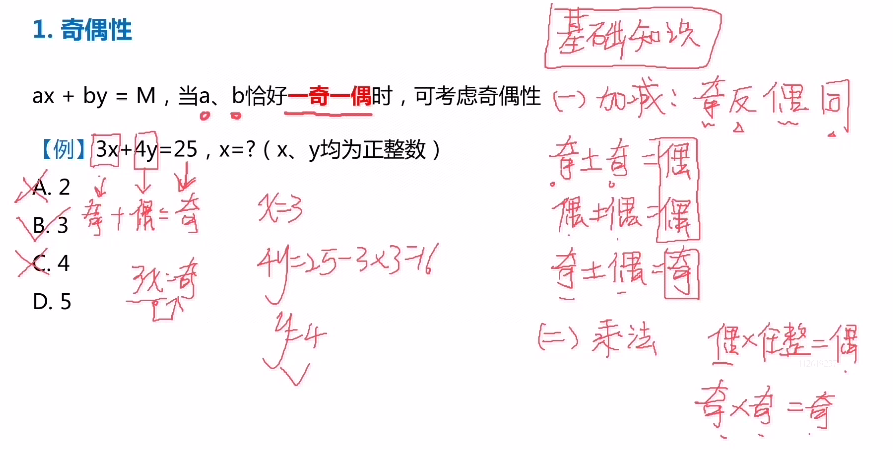 1. 奇偶性
ax + by = M，当a、b恰好一奇一偶时，可考虑奇偶性
【例】3x+4y=25，x=?（x、y均为正整数）
A. 2
B. 3
C. 4
D. 5
奇+偶=奇
3x=奇
x=3
4y=25-3×3=16
y=4
基础知识
(一) 加减：奇反偶同
奇±奇=偶
偶±偶=偶
奇±偶=奇
(二) 乘法 偶×任整=偶
奇×奇=奇